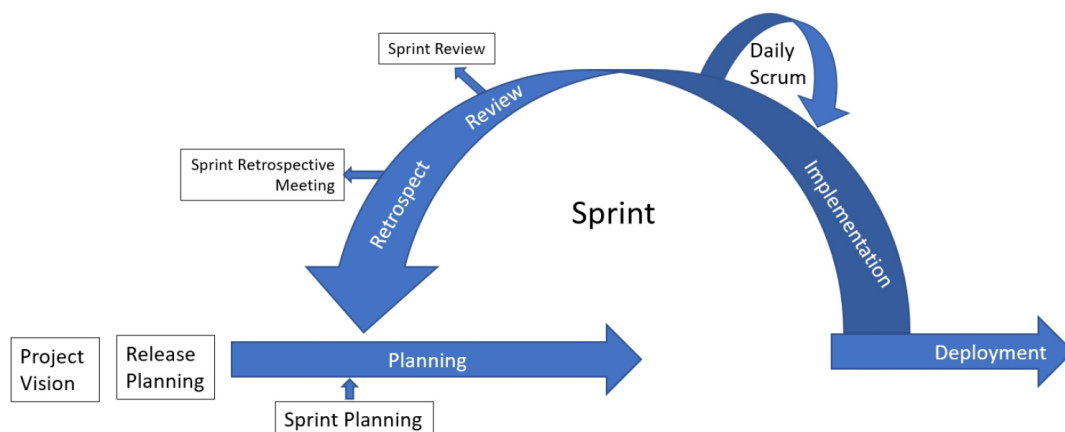 Sprint Review
Daily
Scrum
Review
Sprint Retrospective
Meeting
Retrospect
Sprint
Implementation
Project
Vision
Release
Planning
Planning
Deployment
Sprint Planning